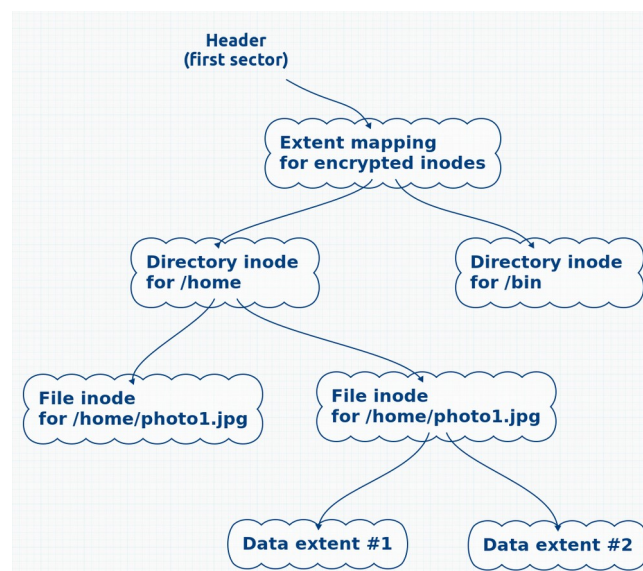 Header
(first sector)
Extent mapping
for encrypted inodes
Directory inode
for /home
Directory inode
for /bin
File inode
for /home/photo1.jpg
File inode
for /home/photo1.jpg
Data extent #1
Data extent #2